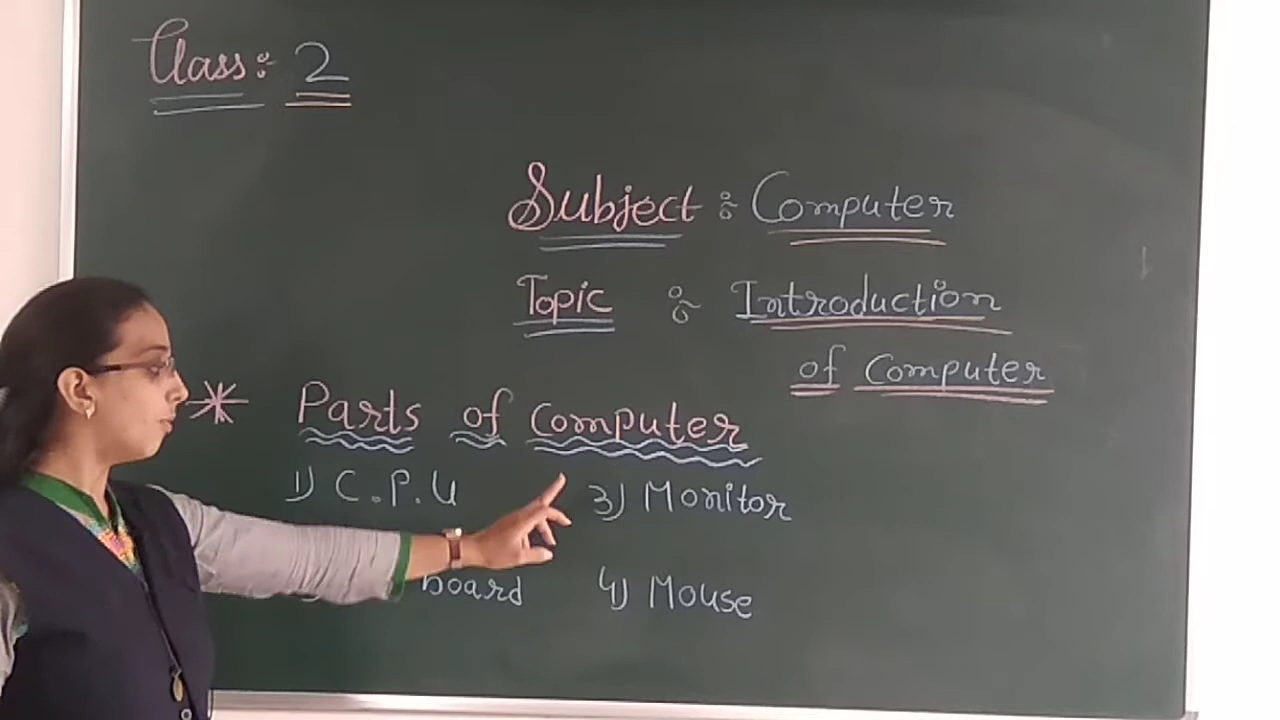 Class:- 2
Subject :- Computer
Topic :- Introduction
of Computer
Parts of Computer
1) C.P.U 3) Monitor
board 4) Mouse